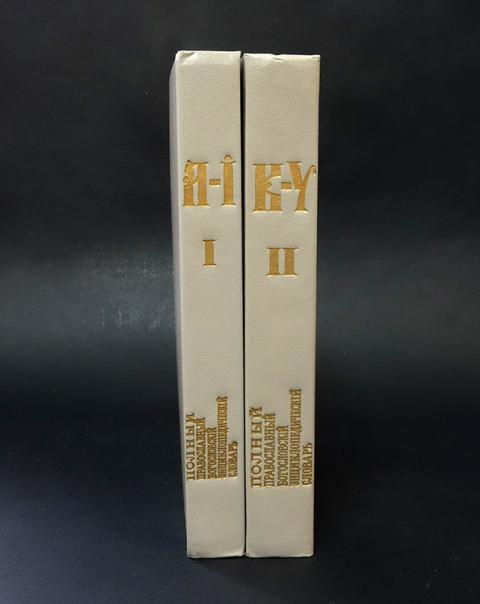 А-І
I
ПОЛНЫЙ
ПРАВОСЛАВНЫЙ
БОГОСЛОВСКІЙ
ЭНЦИКЛОПЕДИЧЕСКІЙ
СЛОВАРЬ
К-Ѵ
II
ПОЛНЫЙ
ПРАВОСЛАВНЫЙ
БОГОСЛОВСКІЙ
ЭНЦИКЛОПЕДИЧЕСКІЙ
СЛОВАРЬ